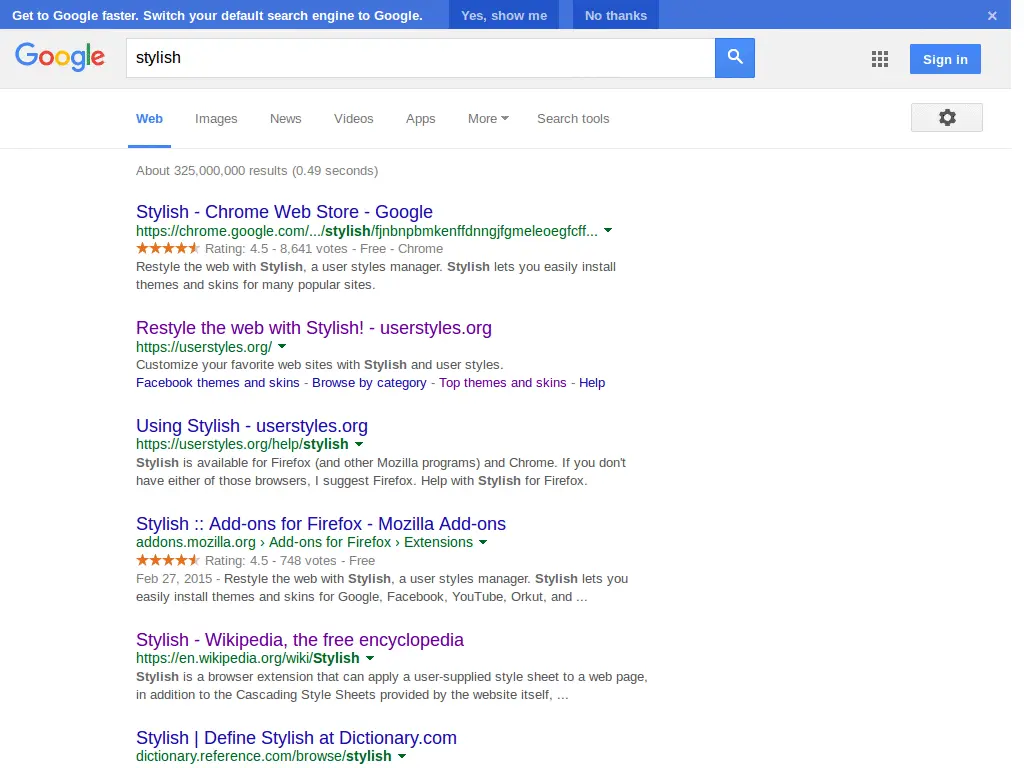 Get to Google faster. Switch your default search engine to Google. Yes, show me No thanks ×
Google stylish Sign in
Web Images News Videos Apps More Search tools
About 325,000,000 results (0.49 seconds)
Stylish - Chrome Web Store - Google
https://chrome.google.com/.../stylish/fjnbnpbmkenffdnngjfgmeleoegfcff...
Rating: 4.5 - 8,641 votes - Free - Chrome
Restyle the web with Stylish, a user styles manager. Stylish lets you easily install
themes and skins for many popular sites.
Restyle the web with Stylish! - userstyles.org
https://userstyles.org/
Customize your favorite web sites with Stylish and user styles.
Facebook themes and skins - Browse by category - Top themes and skins - Help
Using Stylish - userstyles.org
https://userstyles.org/help/stylish
Stylish is available for Firefox (and other Mozilla programs) and Chrome. If you don't
have either of those browsers, I suggest Firefox. Help with Stylish for Firefox.
Stylish :: Add-ons for Firefox - Mozilla Add-ons
addons.mozilla.org › Add-ons for Firefox › Extensions
Rating: 4.5 - 748 votes - Free
Feb 27, 2015 - Restyle the web with Stylish, a user styles manager. Stylish lets you
easily install themes and skins for Google, Facebook, YouTube, Orkut, and ...
Stylish - Wikipedia, the free encyclopedia
https://en.wikipedia.org/wiki/Stylish
Stylish is a browser extension that can apply a user-supplied style sheet to a web page,
in addition to the Cascading Style Sheets provided by the website itself, ...
Stylish | Define Stylish at Dictionary.com
dictionary.reference.com/browse/stylish